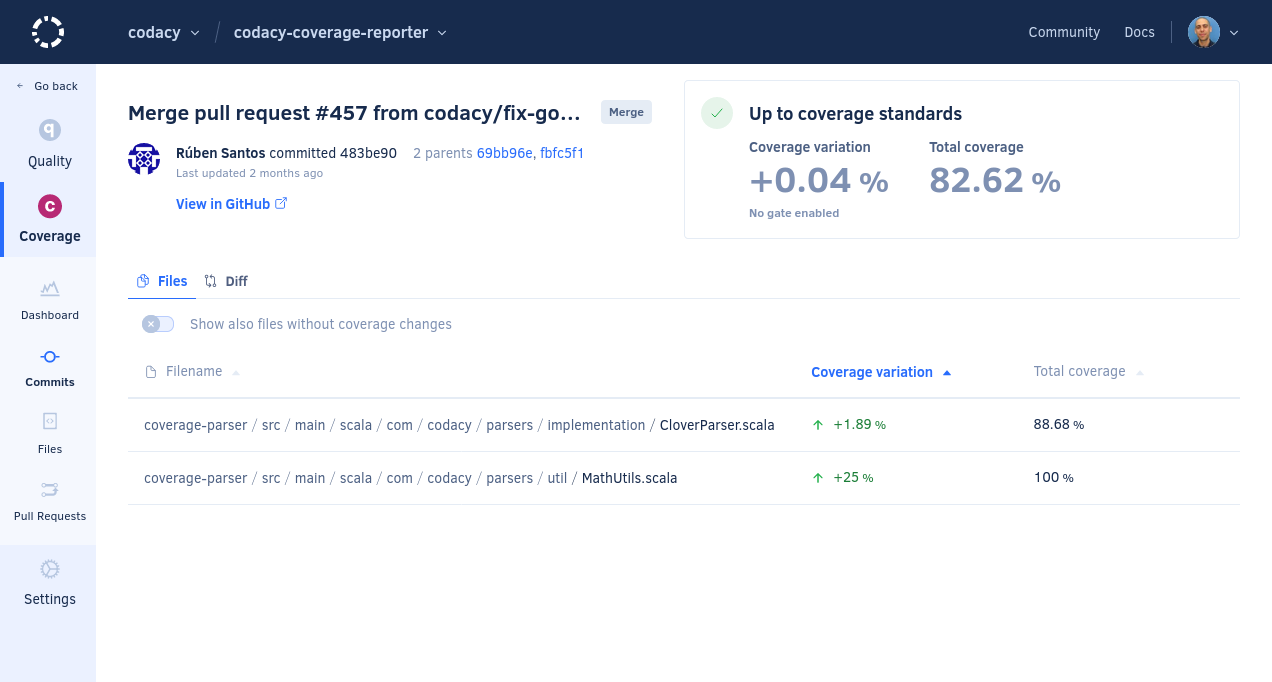 codacy / codacy-coverage-reporter
Community Docs
Go back
Quality
C
Coverage
Dashboard
Commits
Files
Pull Requests
Settings
Merge pull request #457 from codacy/fix-go... Merge
Rúben Santos committed 483be90 2 parents 69bb96e, fbfc5f1
Last updated 2 months ago
View in GitHub
Up to coverage standards
Coverage variation Total coverage
+0.04 % 82.62 %
No gate enabled
Files Diff
Show also files without coverage changes
Filename Coverage variation Total coverage
coverage-parser / src / main / scala / com / codacy / parsers / implementation / CloverParser.scala +1.89 % 88.68 %
coverage-parser / src / main / scala / com / codacy / parsers / util / MathUtils.scala +25 % 100 %